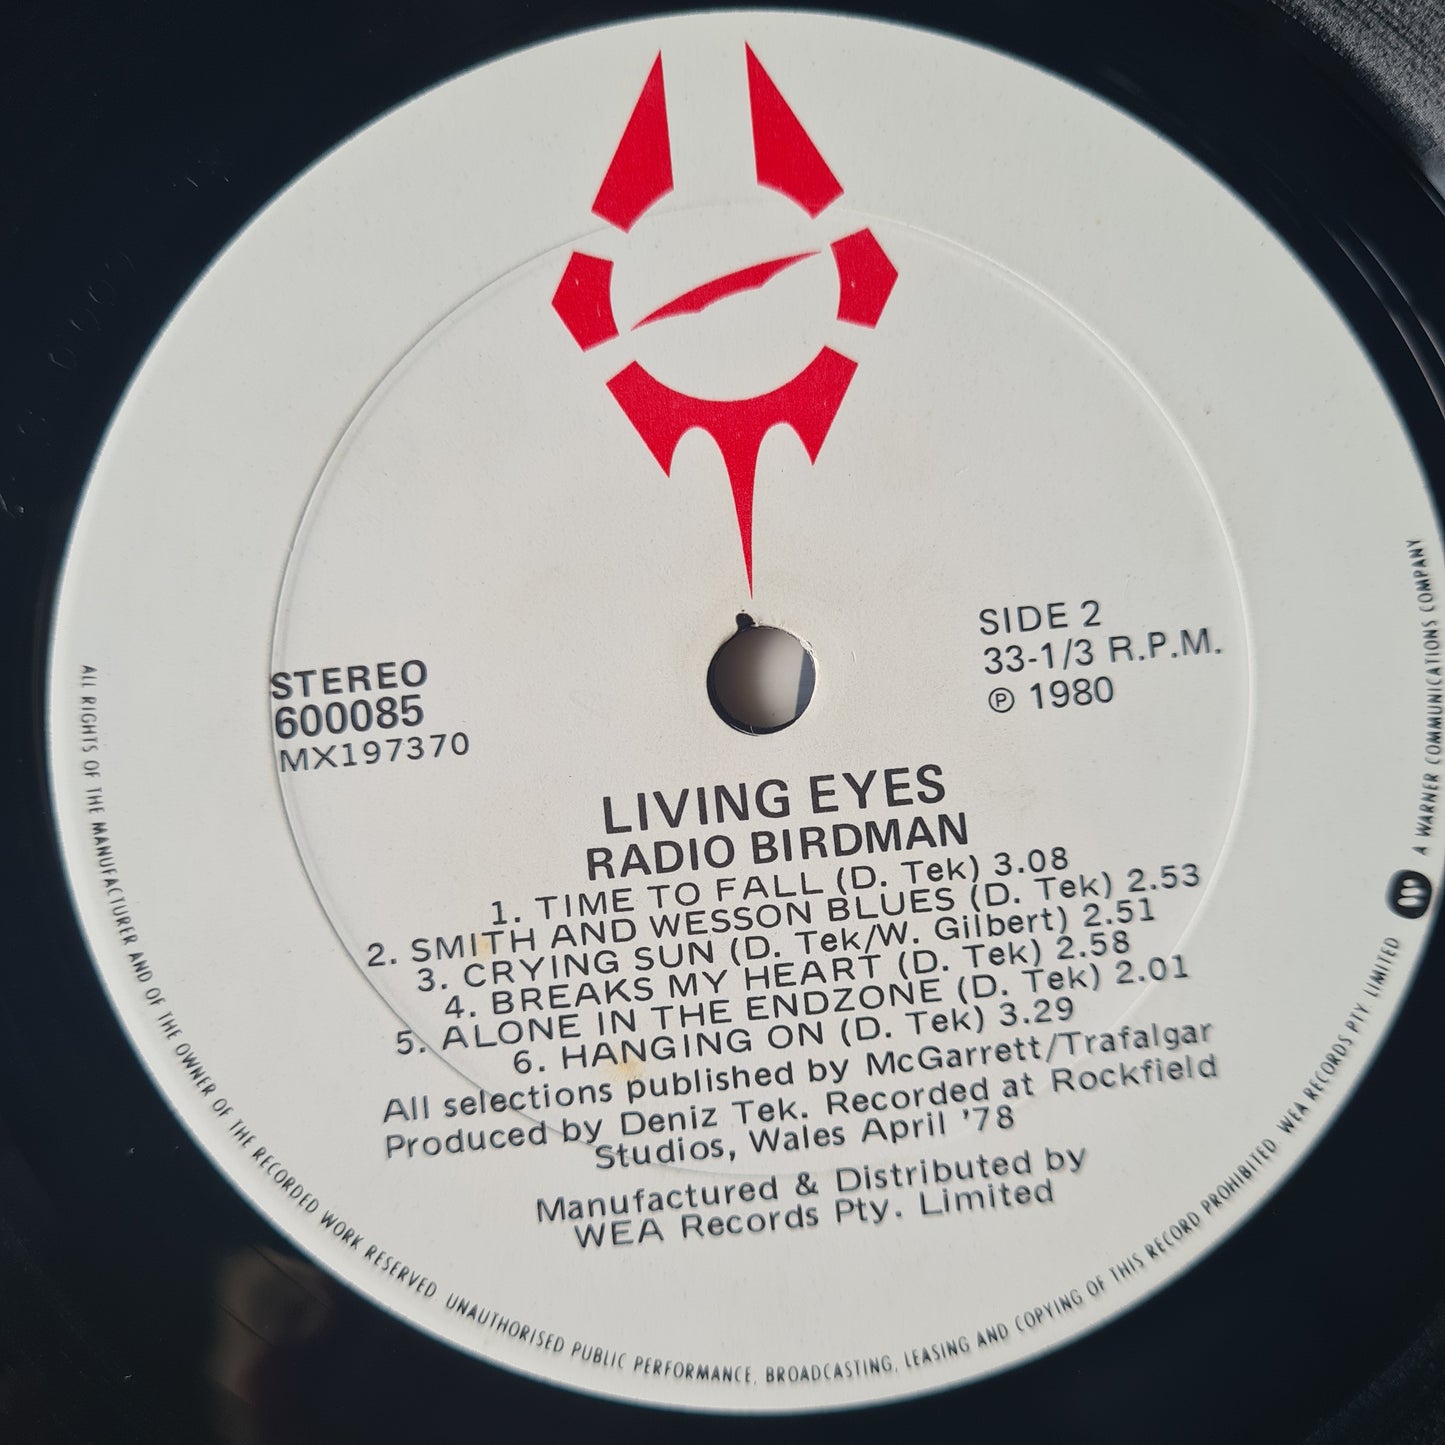 STEREO
600085
MX197370
SIDE 2
33-1/3 R.P.M.
℗ 1980
LIVING EYES
RADIO BIRDMAN
1. TIME TO FALL (D. Tek) 3.08
2. SMITH AND WESSON BLUES (D. Tek) 2.53
3. CRYING SUN (D. Tek/W. Gilbert) 2.51
4. BREAKS MY HEART (D. Tek) 2.58
5. ALONE IN THE ENDZONE (D. Tek) 2.01
6. HANGING ON (D. Tek) 3.29
All selections published by McGarrett/Trafalgar
Produced by Deniz Tek. Recorded at Rockfield
Studios, Wales April '78
Manufactured & Distributed by
WEA Records Pty. Limited
ALL RIGHTS OF THE MANUFACTURER AND OF THE OWNER OF THE RECORDED WORK RESERVED. UNAUTHORISED PUBLIC PERFORMANCE, BROADCASTING, LEASING AND COPYING OF THIS RECORD PROHIBITED. WEA RECORDS PTY. LIMITED A WARNER COMMUNICATIONS COMPANY